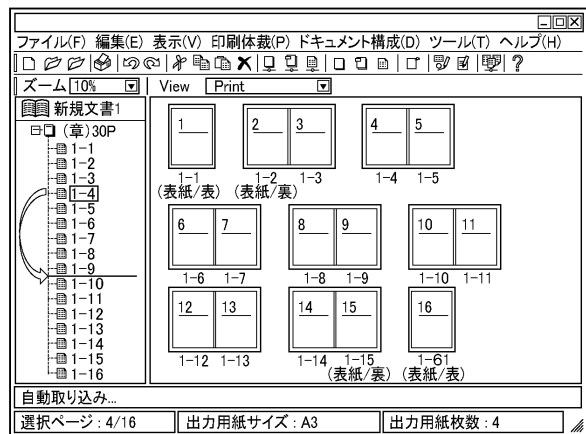 ファイル(F) 編集(E) 表示(V) 印刷体裁(P) ドキュメント構成(D) ツール(T) ヘルプ(H)
ズーム 10% View Print
新規文書1
(章)30P
1-1
1-2
1-3
1-4
1-5
1-6
1-7
1-8
1-9
1-10
1-11
1-12
1-13
1-14
1-15
1-16
1 2 3 4 5
1-1 1-2 1-3 1-4 1-5
(表紙/表) (表紙/裏)
6 7 8 9 10 11
1-6 1-7 1-8 1-9 1-10 1-11
12 13 14 15 16
1-12 1-13 1-14 1-15 1-61
(表紙/裏) (表紙/表)
自動取り込み...
選択ページ:4/16 出力用紙サイズ:A3 出力用紙枚数:4